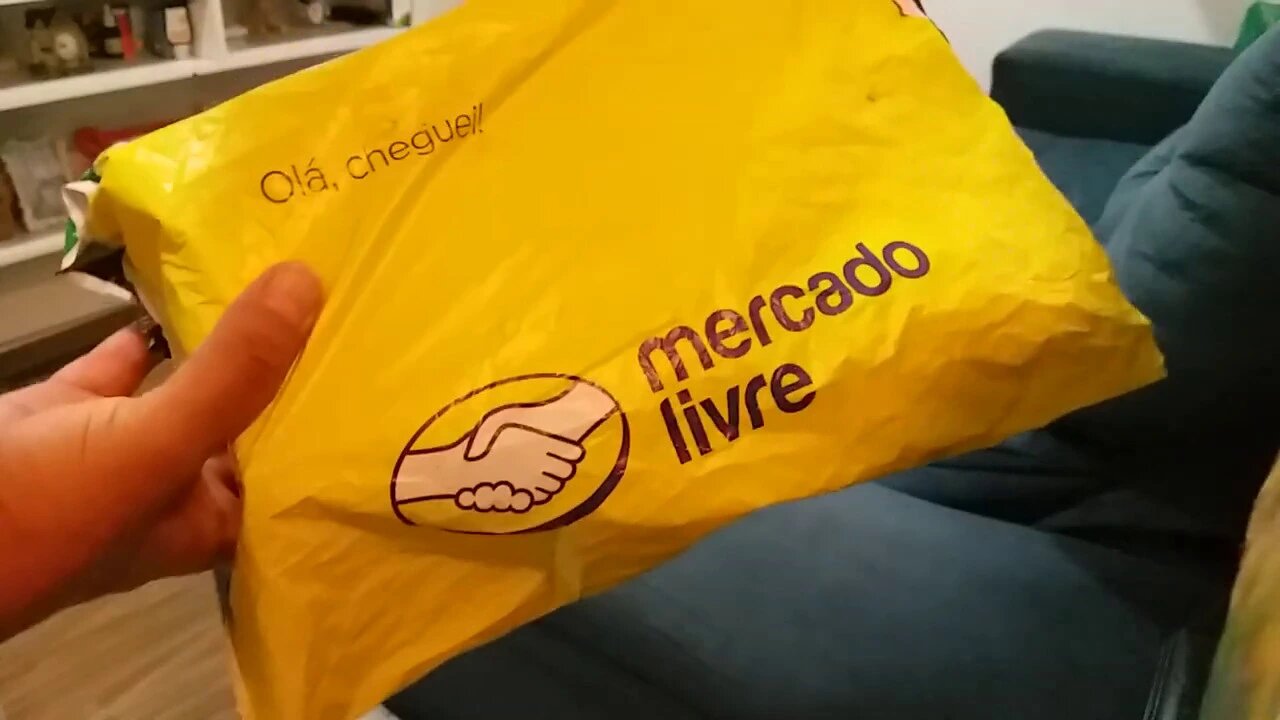 Olá, cheguei!
mercado
livre